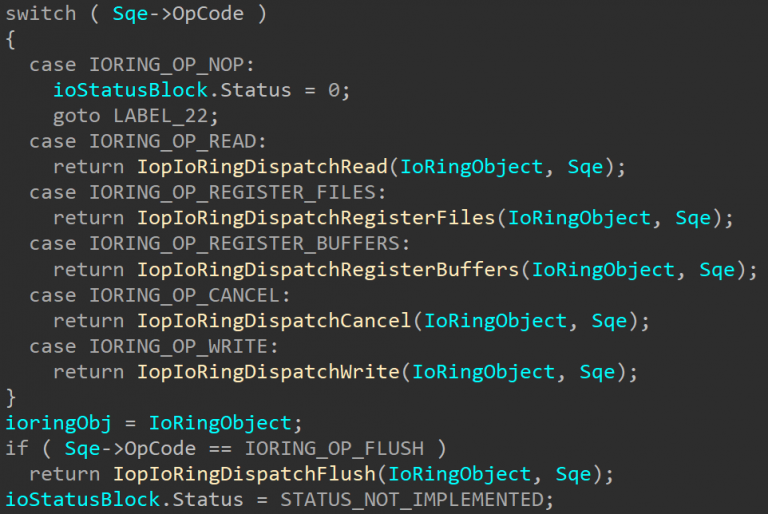 switch ( Sqe->OpCode )
{
  case IORING_OP_NOP:
    ioStatusBlock.Status = 0;
    goto LABEL_22;
  case IORING_OP_READ:
    return IopIoRingDispatchRead(IoRingObject, Sqe);
  case IORING_OP_REGISTER_FILES:
    return IopIoRingDispatchRegisterFiles(IoRingObject, Sqe);
  case IORING_OP_REGISTER_BUFFERS:
    return IopIoRingDispatchRegisterBuffers(IoRingObject, Sqe);
  case IORING_OP_CANCEL:
    return IopIoRingDispatchCancel(IoRingObject, Sqe);
  case IORING_OP_WRITE:
    return IopIoRingDispatchWrite(IoRingObject, Sqe);
}
ioringObj = IoRingObject;
if ( Sqe->OpCode == IORING_OP_FLUSH )
  return IopIoRingDispatchFlush(IoRingObject, Sqe);
ioStatusBlock.Status = STATUS_NOT_IMPLEMENTED;